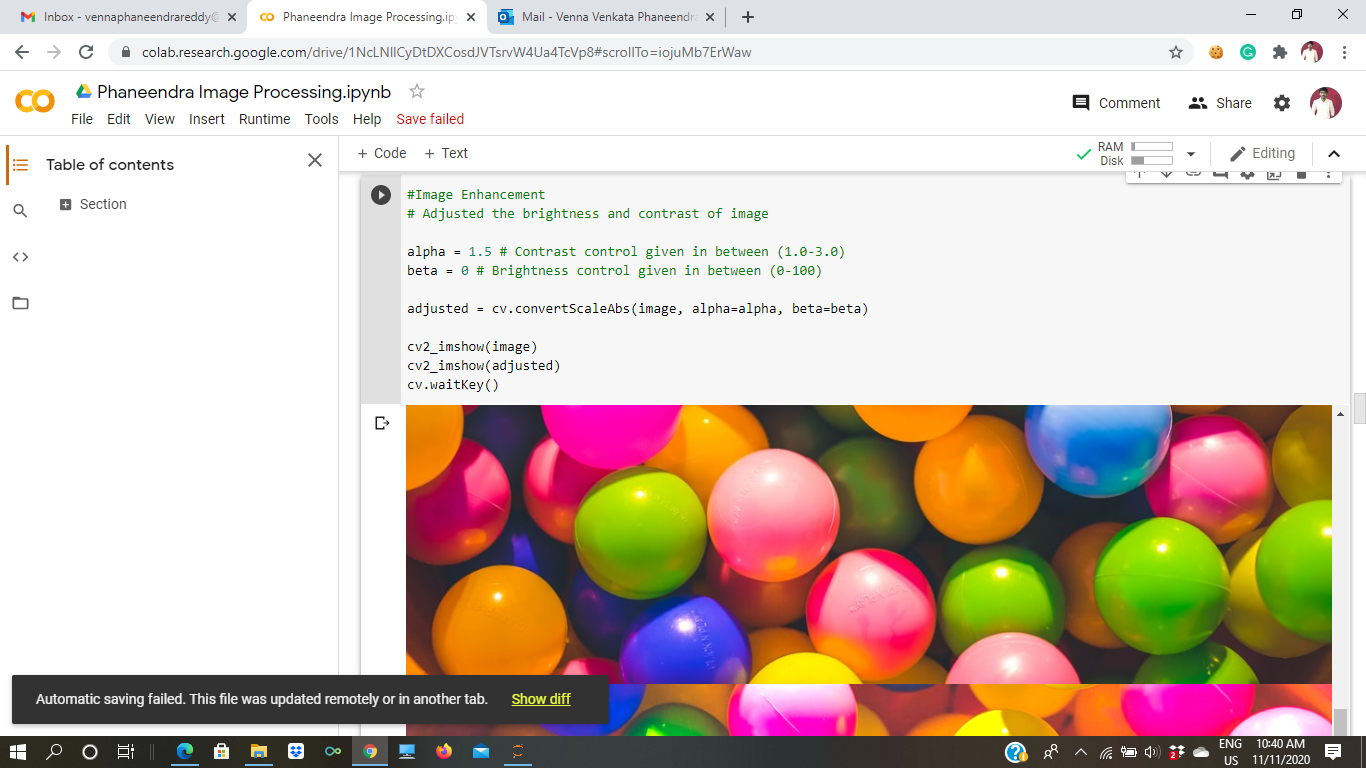 Inbox - vennaphaneendrareddy@
Phaneendra Image Processing.ip
Mail - Venna Venkata Phaneendr
colab.research.google.com/drive/1NcLNIlCyDtDXCosdJVTsrvW4Ua4TcVp8#scrollTo=iojuMb7ErWaw
Phaneendra Image Processing.ipynb
File Edit View Insert Runtime Tools Help Save failed
Comment
Share
Table of contents
Section
+ Code + Text
RAM
Disk
Editing
#Image Enhancement
# Adjusted the brightness and contrast of image
alpha = 1.5 # Contrast control given in between (1.0-3.0)
beta = 0 # Brightness control given in between (0-100)
adjusted = cv.convertScaleAbs(image, alpha=alpha, beta=beta)
cv2_imshow(image)
cv2_imshow(adjusted)
cv.waitKey()
Automatic saving failed. This file was updated remotely or in another tab. Show diff
ENG
US
10:40 AM
11/11/2020